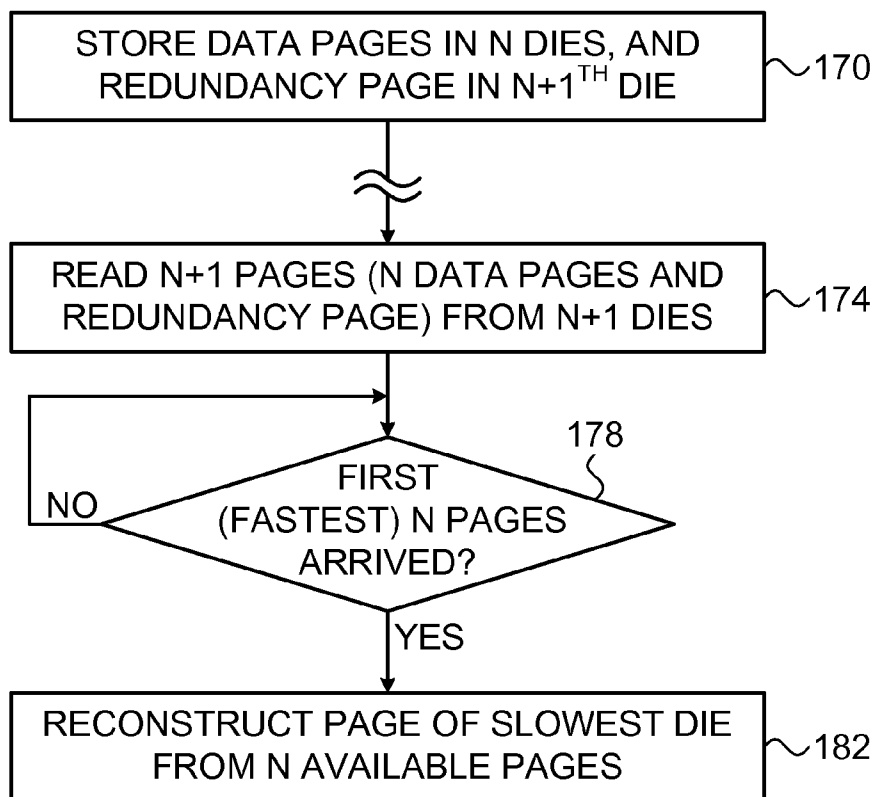 STORE DATA PAGES IN N DIES, AND
REDUNDANCY PAGE IN N+1TH DIE
170
READ N+1 PAGES (N DATA PAGES AND
REDUNDANCY PAGE) FROM N+1 DIES
174
178
FIRST
(FASTEST) N PAGES
ARRIVED?
NO
YES
RECONSTRUCT PAGE OF SLOWEST DIE
FROM N AVAILABLE PAGES
182